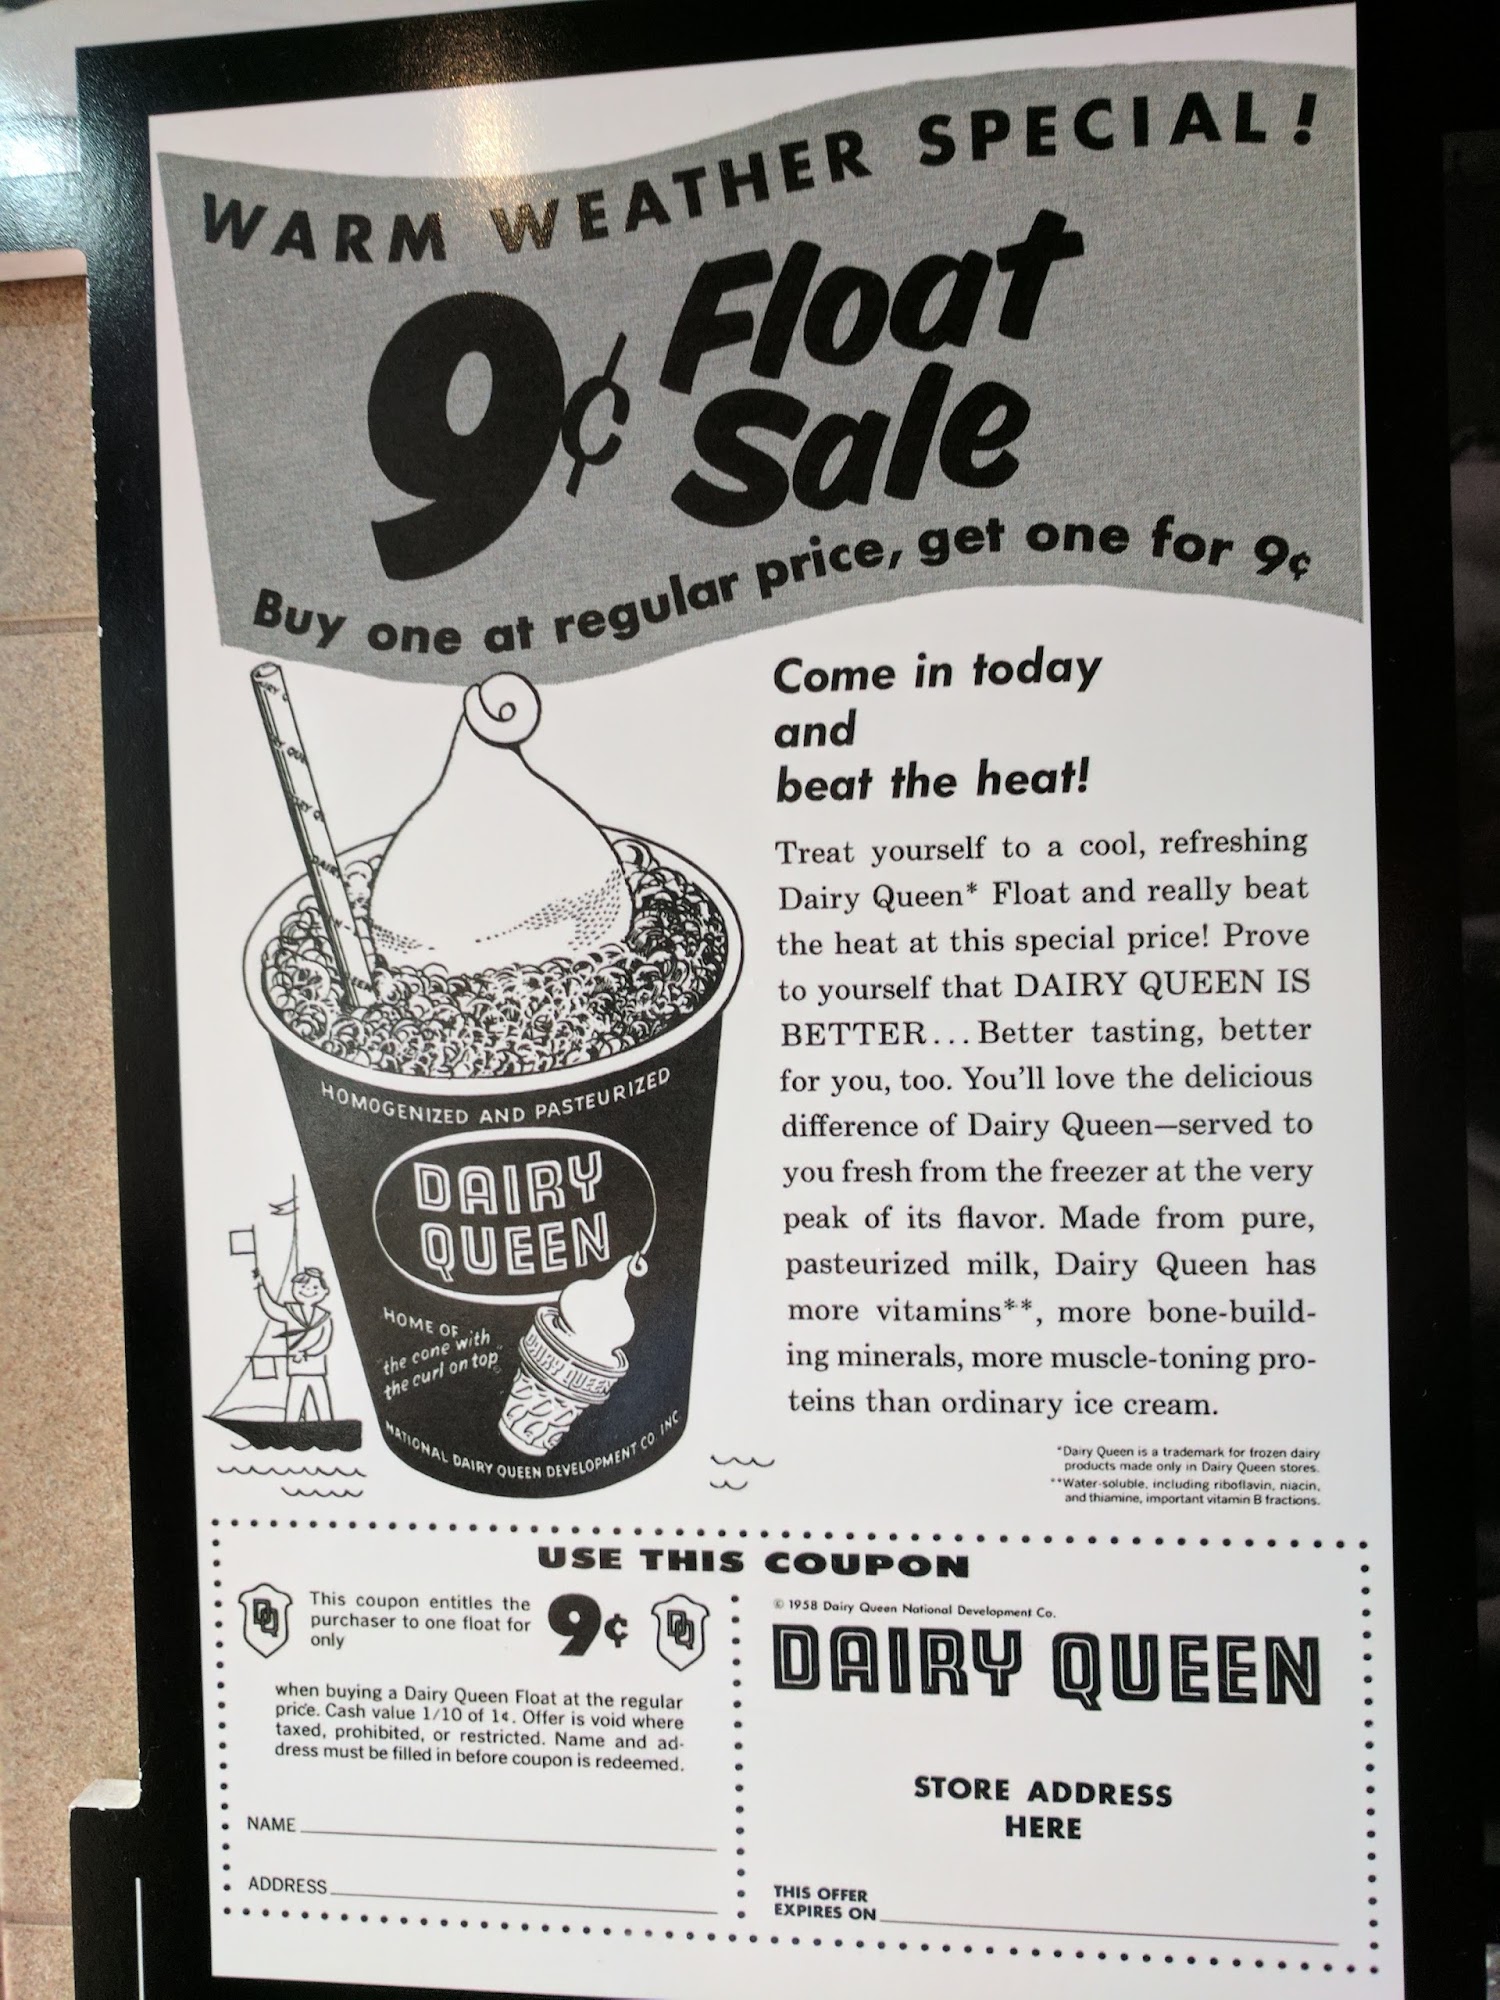 WARM WEATHER SPECIAL!
9¢ Float
Sale
Buy one at regular price, get one for 9¢
Come in today
and
beat the heat!
Treat yourself to a cool, refreshing
Dairy Queen* Float and really beat
the heat at this special price! Prove
to yourself that DAIRY QUEEN IS
BETTER... Better tasting, better
for you, too. You'll love the delicious
difference of Dairy Queen—served to
you fresh from the freezer at the very
peak of its flavor. Made from pure,
pasteurized milk, Dairy Queen has
more vitamins**, more bone-build-
ing minerals, more muscle-toning pro-
teins than ordinary ice cream.
*Dairy Queen is a trademark for frozen dairy
products made only in Dairy Queen stores.
**Water-soluble, including riboflavin, niacin,
and thiamine, important vitamin B fractions.
HOMOGENIZED AND PASTEURIZED
DAIRY
QUEEN
HOME OF
"the cone with
the curl on top"
DAIRY QUEEN
NATIONAL DAIRY QUEEN DEVELOPMENT CO. INC.
USE THIS COUPON
DQ
This coupon entitles the
purchaser to one float for
only
9¢
DQ
when buying a Dairy Queen Float at the regular
price. Cash value 1/10 of 1¢. Offer is void where
taxed, prohibited, or restricted. Name and ad-
dress must be filled in before coupon is redeemed.
NAME
ADDRESS
© 1958 Dairy Queen National Development Co.
DAIRY QUEEN
STORE ADDRESS
HERE
THIS OFFER
EXPIRES ON